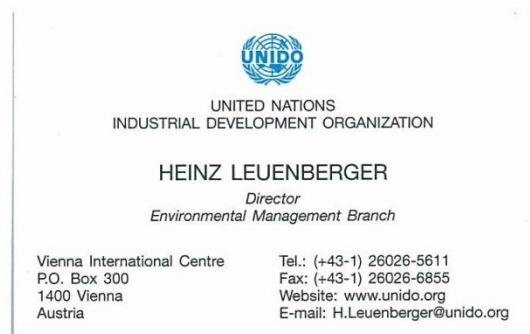 UNIDO
UNITED NATIONS
INDUSTRIAL DEVELOPMENT ORGANIZATION
HEINZ LEUENBERGER
Director
Environmental Management Branch
Vienna International Centre
P.O. Box 300
1400 Vienna
Austria
Tel.: (+43-1) 26026-5611
Fax: (+43-1) 26026-6855
Website: www.unido.org
E-mail: H.Leuenberger@unido.org